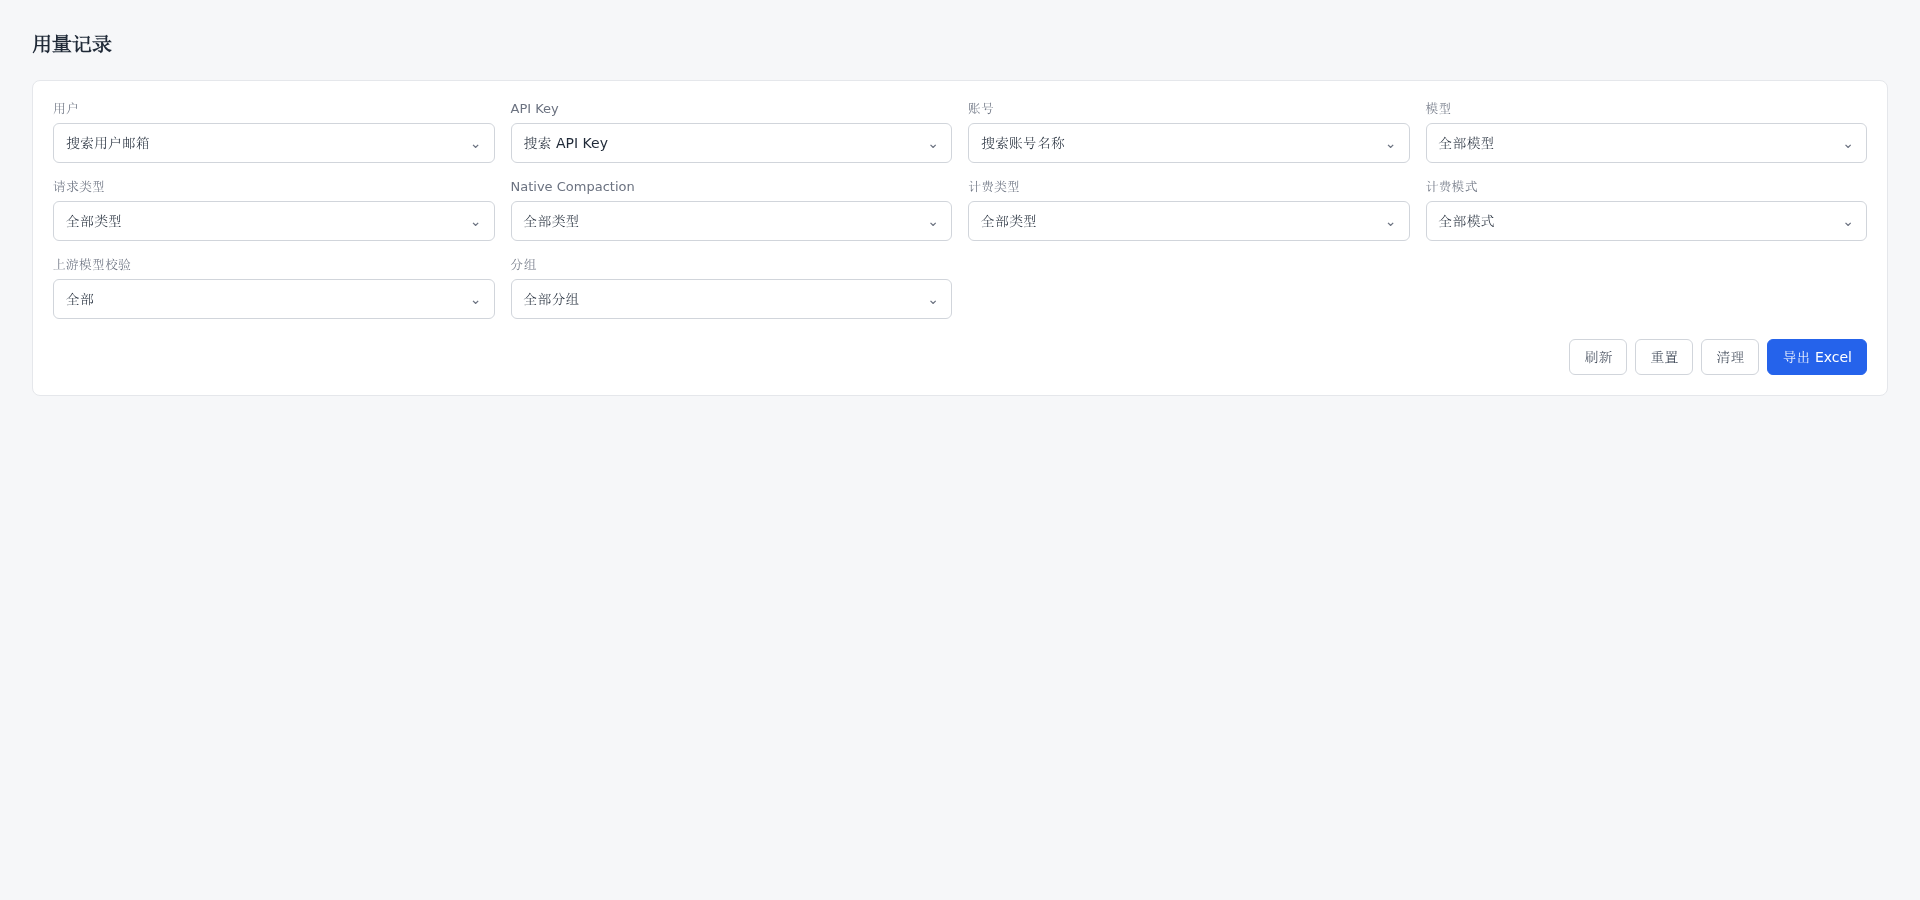 用量记录
用户 API Key 账号 模型
搜索用户邮箱 搜索 API Key 搜索账号名称 全部模型
请求类型 Native Compaction 计费类型 计费模式
全部类型 全部类型 全部类型 全部模式
上游模型校验 分组
全部 全部分组
刷新 重置 清理 导出 Excel